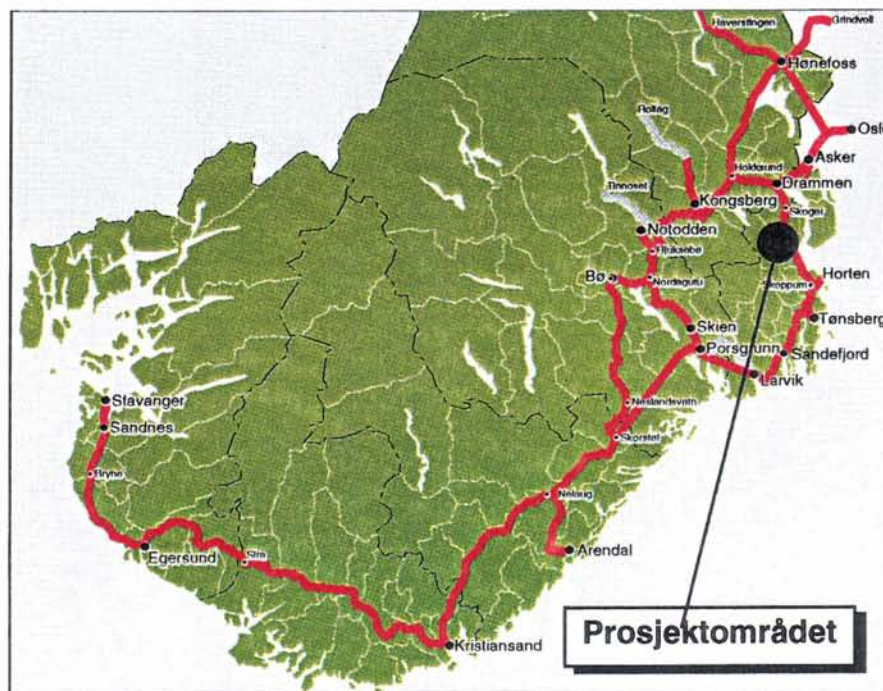 Haverstingen
Grindvoll
Hønefoss
Rollag
Oslo
Asker
Hokksund
Tinnoset
Drammen
Kongsberg
Skoger
Notodden
Hjuksebø
Bø
Nordagutu
Horten
Skoppum
Tønsberg
Skien
Porsgrunn
Sandefjord
Larvik
Stavanger
Neslandsvatn
Sandnes
Skorstøl
Bryne
Nelaug
Egersund
Sira
Arendal
Prosjektområdet
Kristiansand